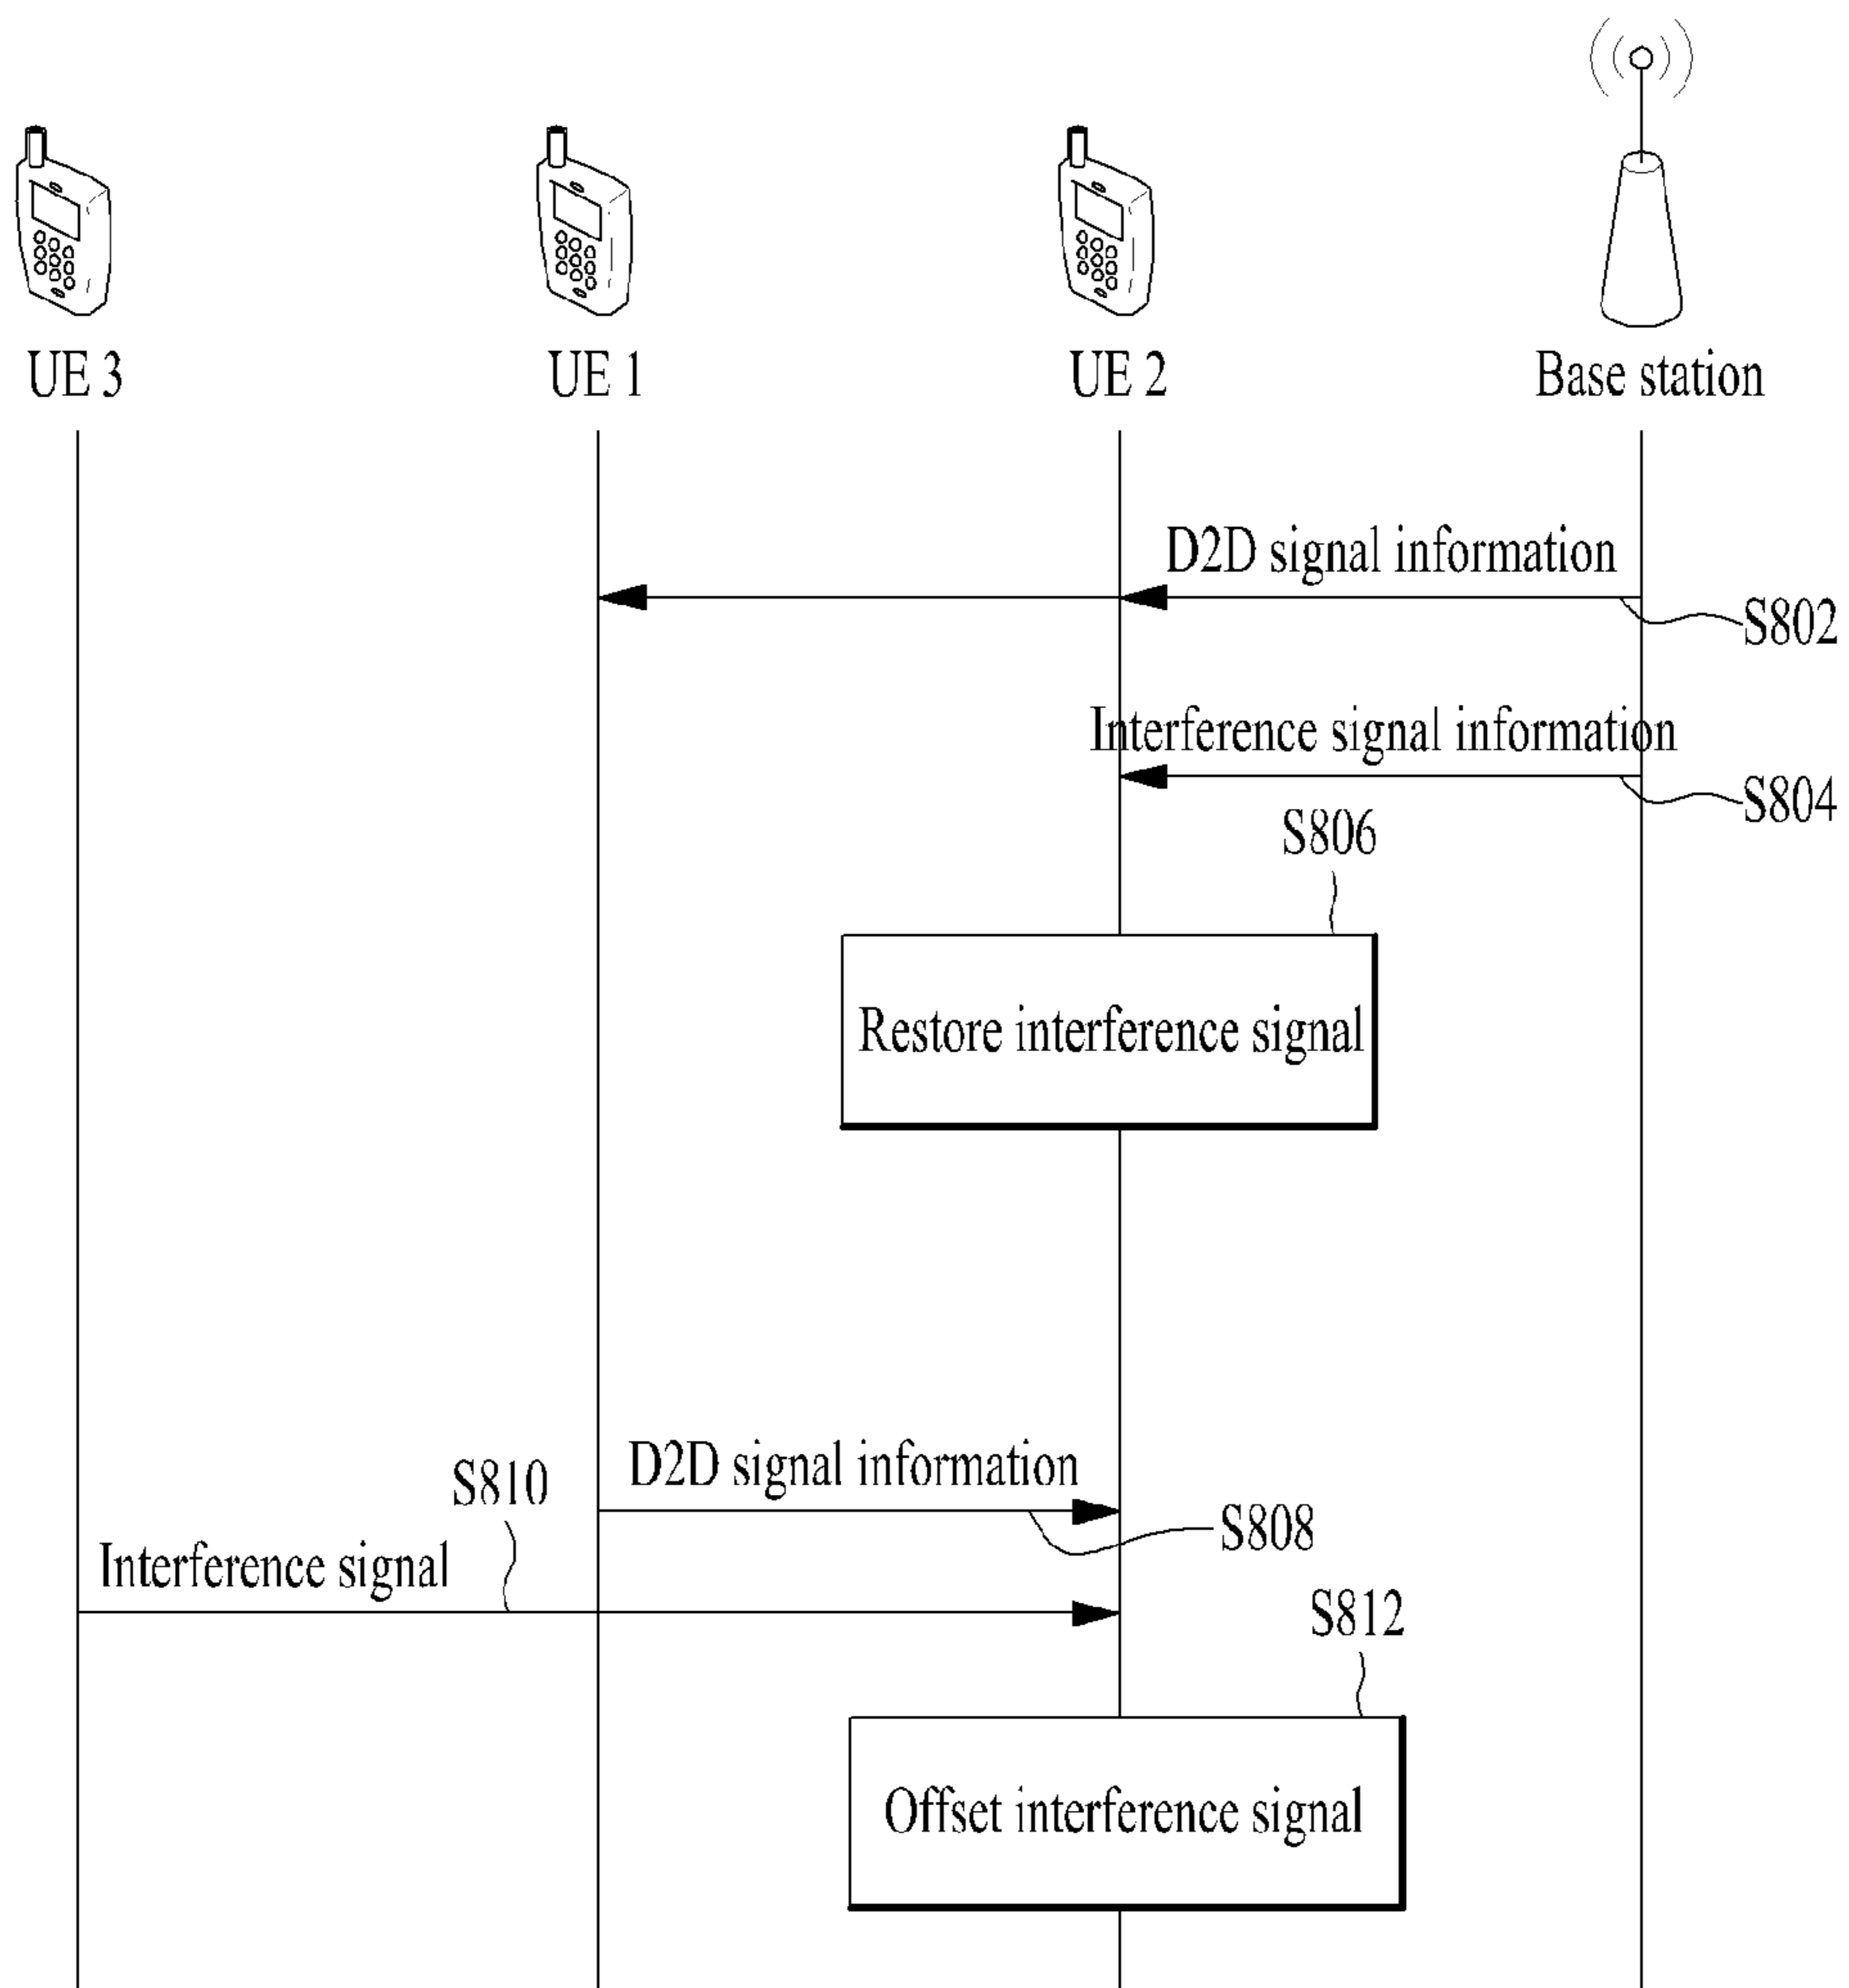 UE 3
UE 1
UE 2
Base station
D2D signal information
S802
Interference signal information
S804
S806
Restore interference signal
D2D signal information
S810
S808
Interference signal
S812
Offset interference signal